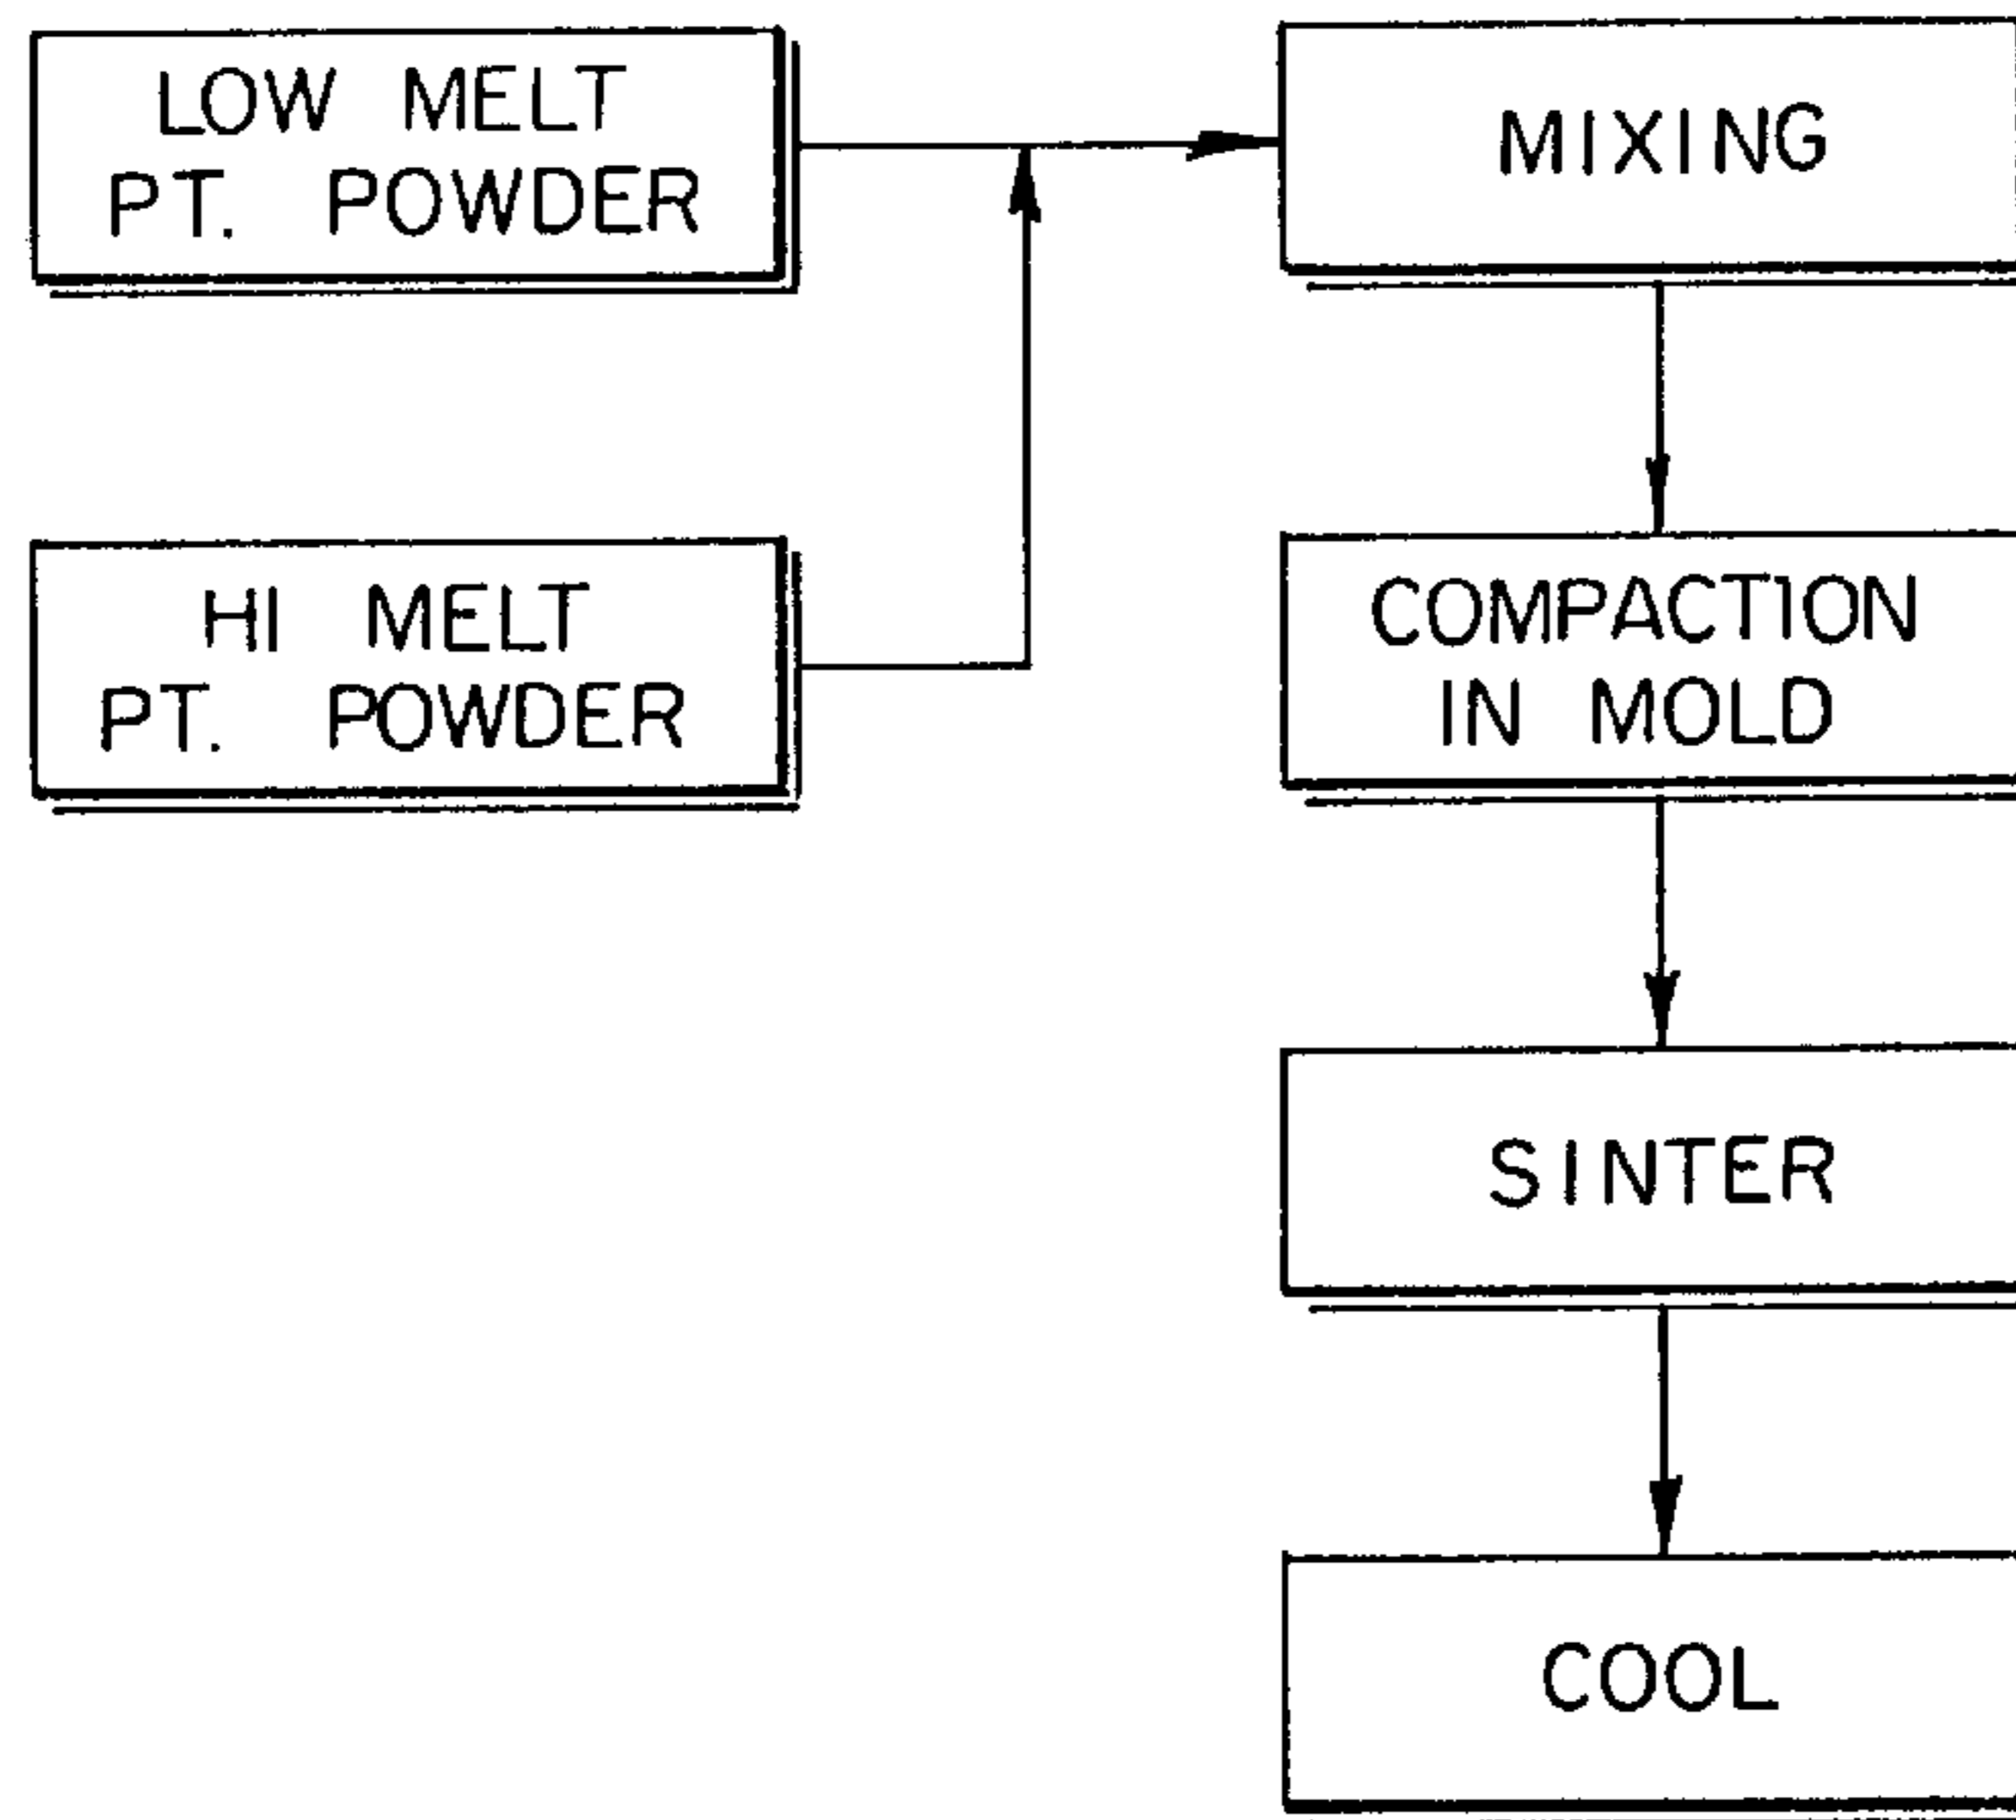 LOW MELT
PT. POWDER
MIXING
HI MELT
PT. POWDER
COMPACTION
IN MOLD
SINTER
COOL